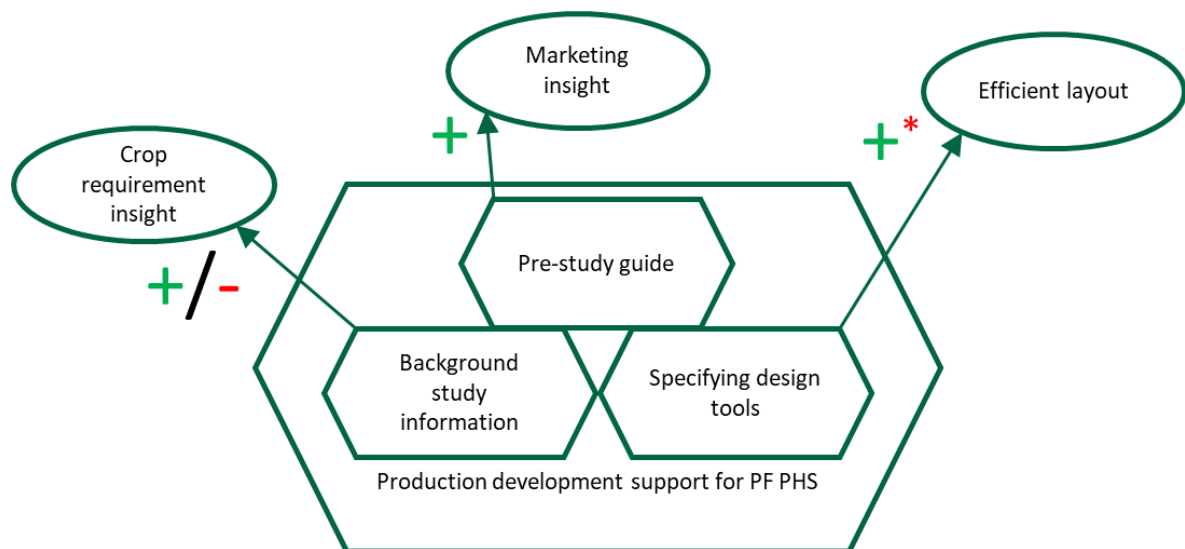 Marketing
insight
Efficient layout
+
+*
Crop
requirement
insight
+/-
Pre-study guide
Background
study
information
Specifying design
tools
Production development support for PF PHS